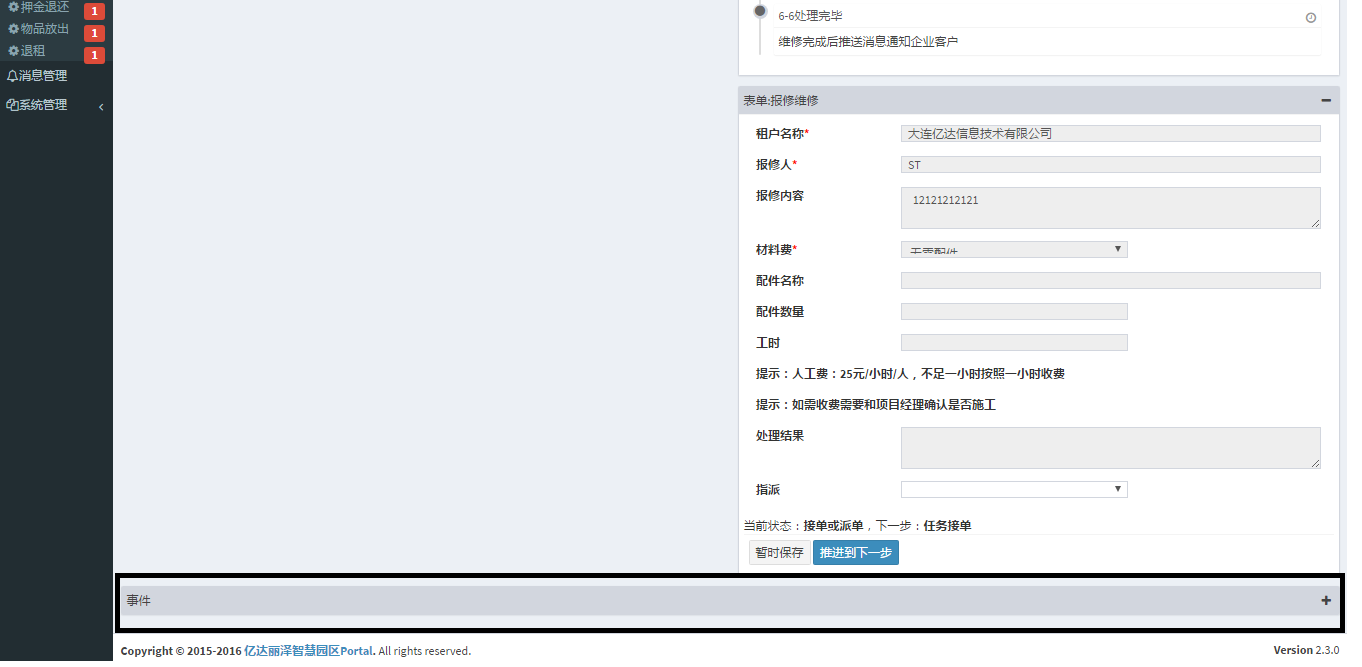 押金退还 1
物品放出 1
退租 1
消息管理
系统管理
6-6处理完毕
维修完成后推送消息通知企业客户
表单:报修维修
租户名称* 大连亿达信息技术有限公司
报修人* ST
报修内容 12121212121
材料费* 无需配件
配件名称
配件数量
工时
提示：人工费：25元/小时/人，不足一小时按照一小时收费
提示：如需收费需要和项目经理确认是否施工
处理结果
指派
当前状态：接单或派单，下一步：任务接单
暂时保存 推进到下一步
事件
Copyright © 2015-2016 亿达丽泽智慧园区Portal. All rights reserved.
Version 2.3.0